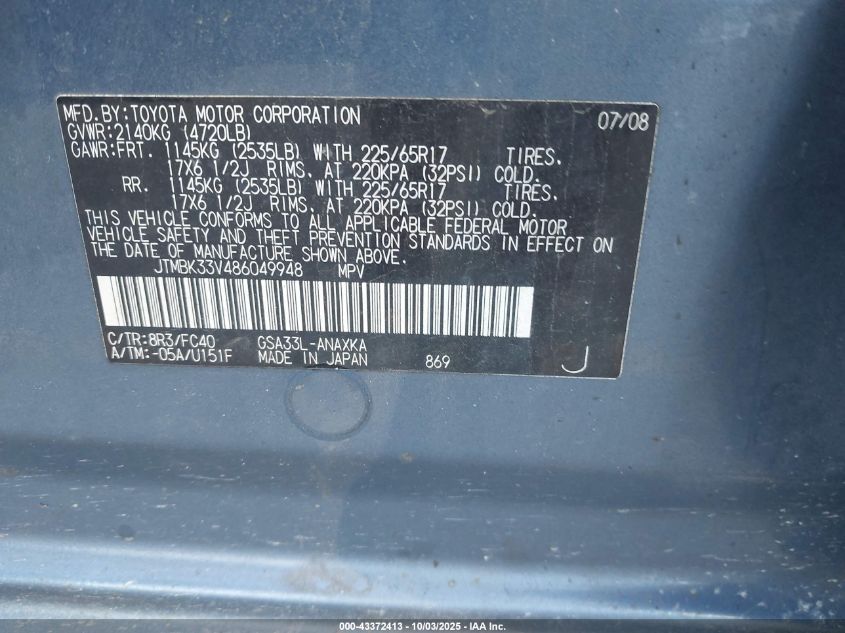 MFD.BY:TOYOTA MOTOR CORPORATION 07/08
GVWR:2140KG (4720LB)
GAWR:FRT. 1145KG (2535LB) WITH 225/65R17 TIRES.
17X6 1/2J RIMS. AT 220KPA (32PSI) COLD.
RR. 1145KG (2535LB) WITH 225/65R17 TIRES.
17X6 1/2J RIMS. AT 220KPA (32PSI) COLD.
THIS VEHICLE CONFORMS TO ALL APPLICABLE FEDERAL MOTOR
VEHICLE SAFETY AND THEFT PREVENTION STANDARDS IN EFFECT ON
THE DATE OF MANUFACTURE SHOWN ABOVE.
JTMBK33V486049948 MPV
C/TR:8R3/FC40 GSA33L-ANAXKA
A/TM:-05A/U151F MADE IN JAPAN 869 J
000-43372413 - 10/03/2025 - IAA Inc.